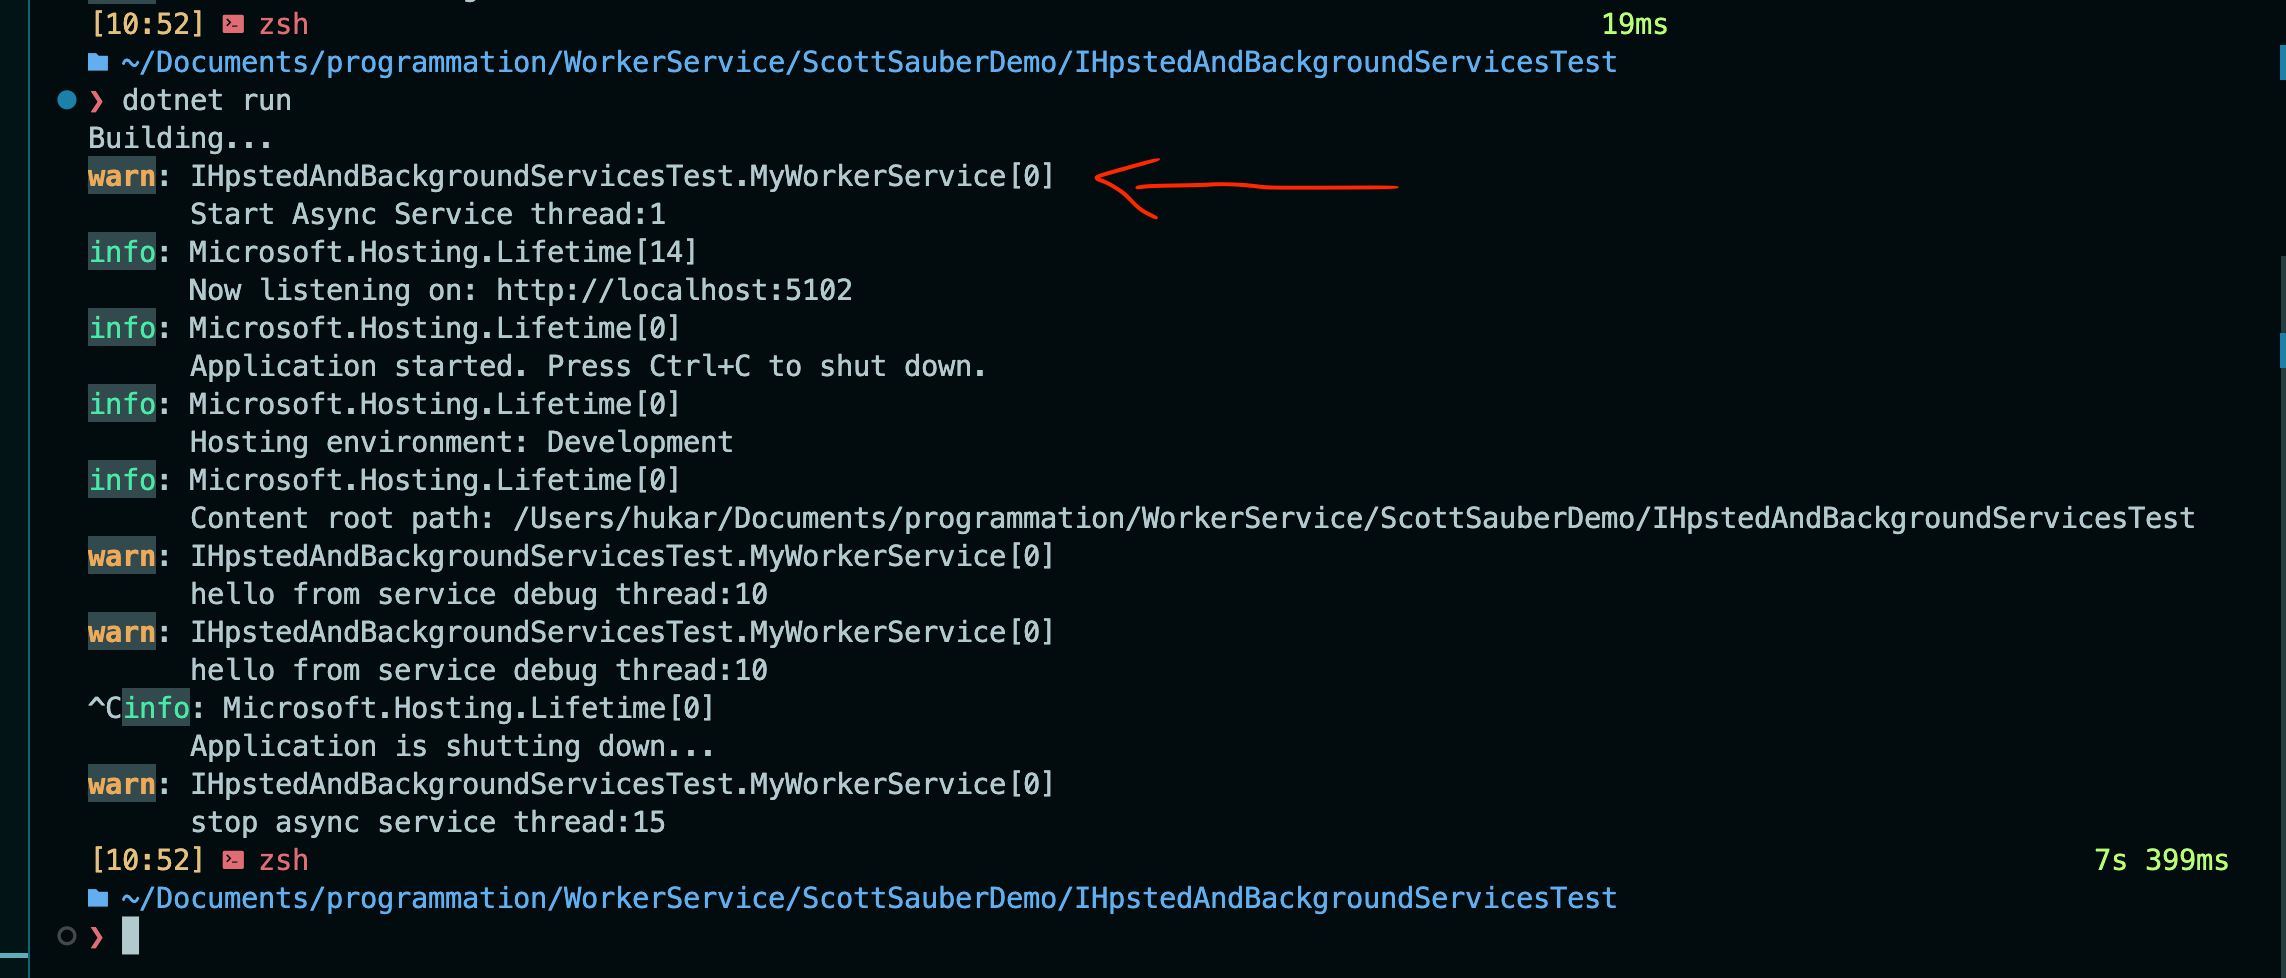 [10:52] zsh 19ms
~/Documents/programmation/WorkerService/ScottSauberDemo/IHpstedAndBackgroundServicesTest
❯ dotnet run
Building...
warn: IHpstedAndBackgroundServicesTest.MyWorkerService[0]
Start Async Service thread:1
info: Microsoft.Hosting.Lifetime[14]
Now listening on: http://localhost:5102
info: Microsoft.Hosting.Lifetime[0]
Application started. Press Ctrl+C to shut down.
info: Microsoft.Hosting.Lifetime[0]
Hosting environment: Development
info: Microsoft.Hosting.Lifetime[0]
Content root path: /Users/hukar/Documents/programmation/WorkerService/ScottSauberDemo/IHpstedAndBackgroundServicesTest
warn: IHpstedAndBackgroundServicesTest.MyWorkerService[0]
hello from service debug thread:10
warn: IHpstedAndBackgroundServicesTest.MyWorkerService[0]
hello from service debug thread:10
^Cinfo: Microsoft.Hosting.Lifetime[0]
Application is shutting down...
warn: IHpstedAndBackgroundServicesTest.MyWorkerService[0]
stop async service thread:15
[10:52] zsh 7s 399ms
~/Documents/programmation/WorkerService/ScottSauberDemo/IHpstedAndBackgroundServicesTest
❯